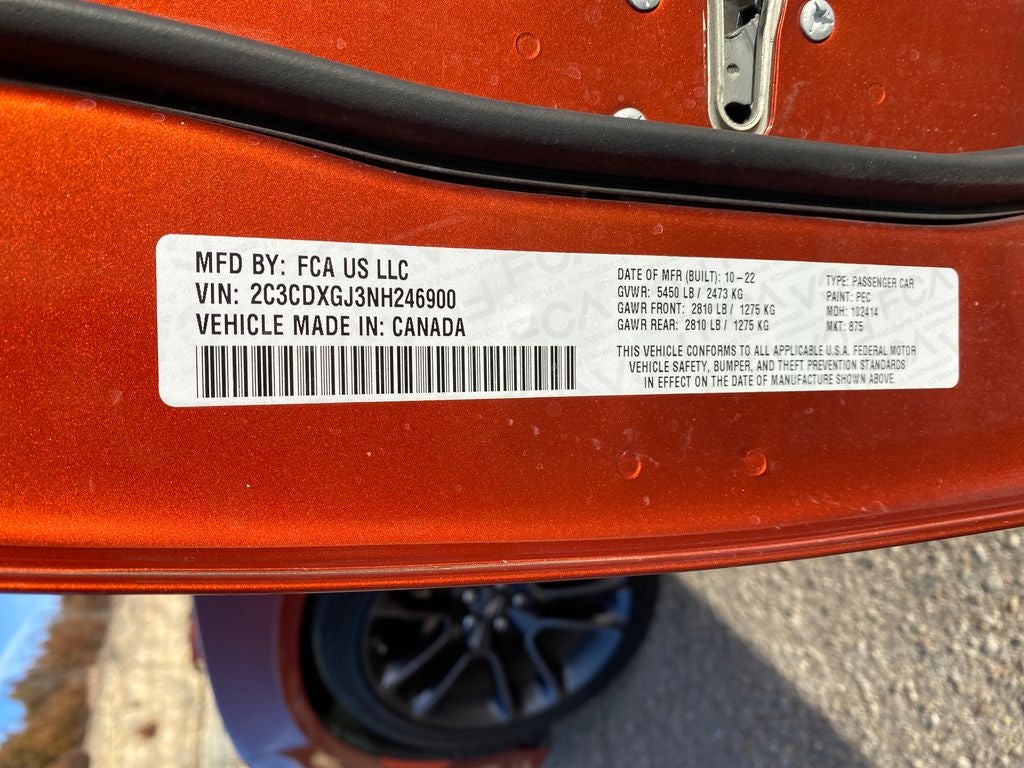 MFD BY: FCA US LLC
VIN: 2C3CDXGJ3NH246900
VEHICLE MADE IN: CANADA
DATE OF MFR (BUILT): 10-22
GVWR: 5450 LB / 2473 KG
GAWR FRONT: 2810 LB / 1275 KG
GAWR REAR: 2810 LB / 1275 KG
TYPE: PASSENGER CAR
PAINT: PEC
MDH: 102414
MKT: 875
THIS VEHICLE CONFORMS TO ALL APPLICABLE U.S.A. FEDERAL MOTOR
VEHICLE SAFETY, BUMPER, AND THEFT PREVENTION STANDARDS
IN EFFECT ON THE DATE OF MANUFACTURE SHOWN ABOVE.